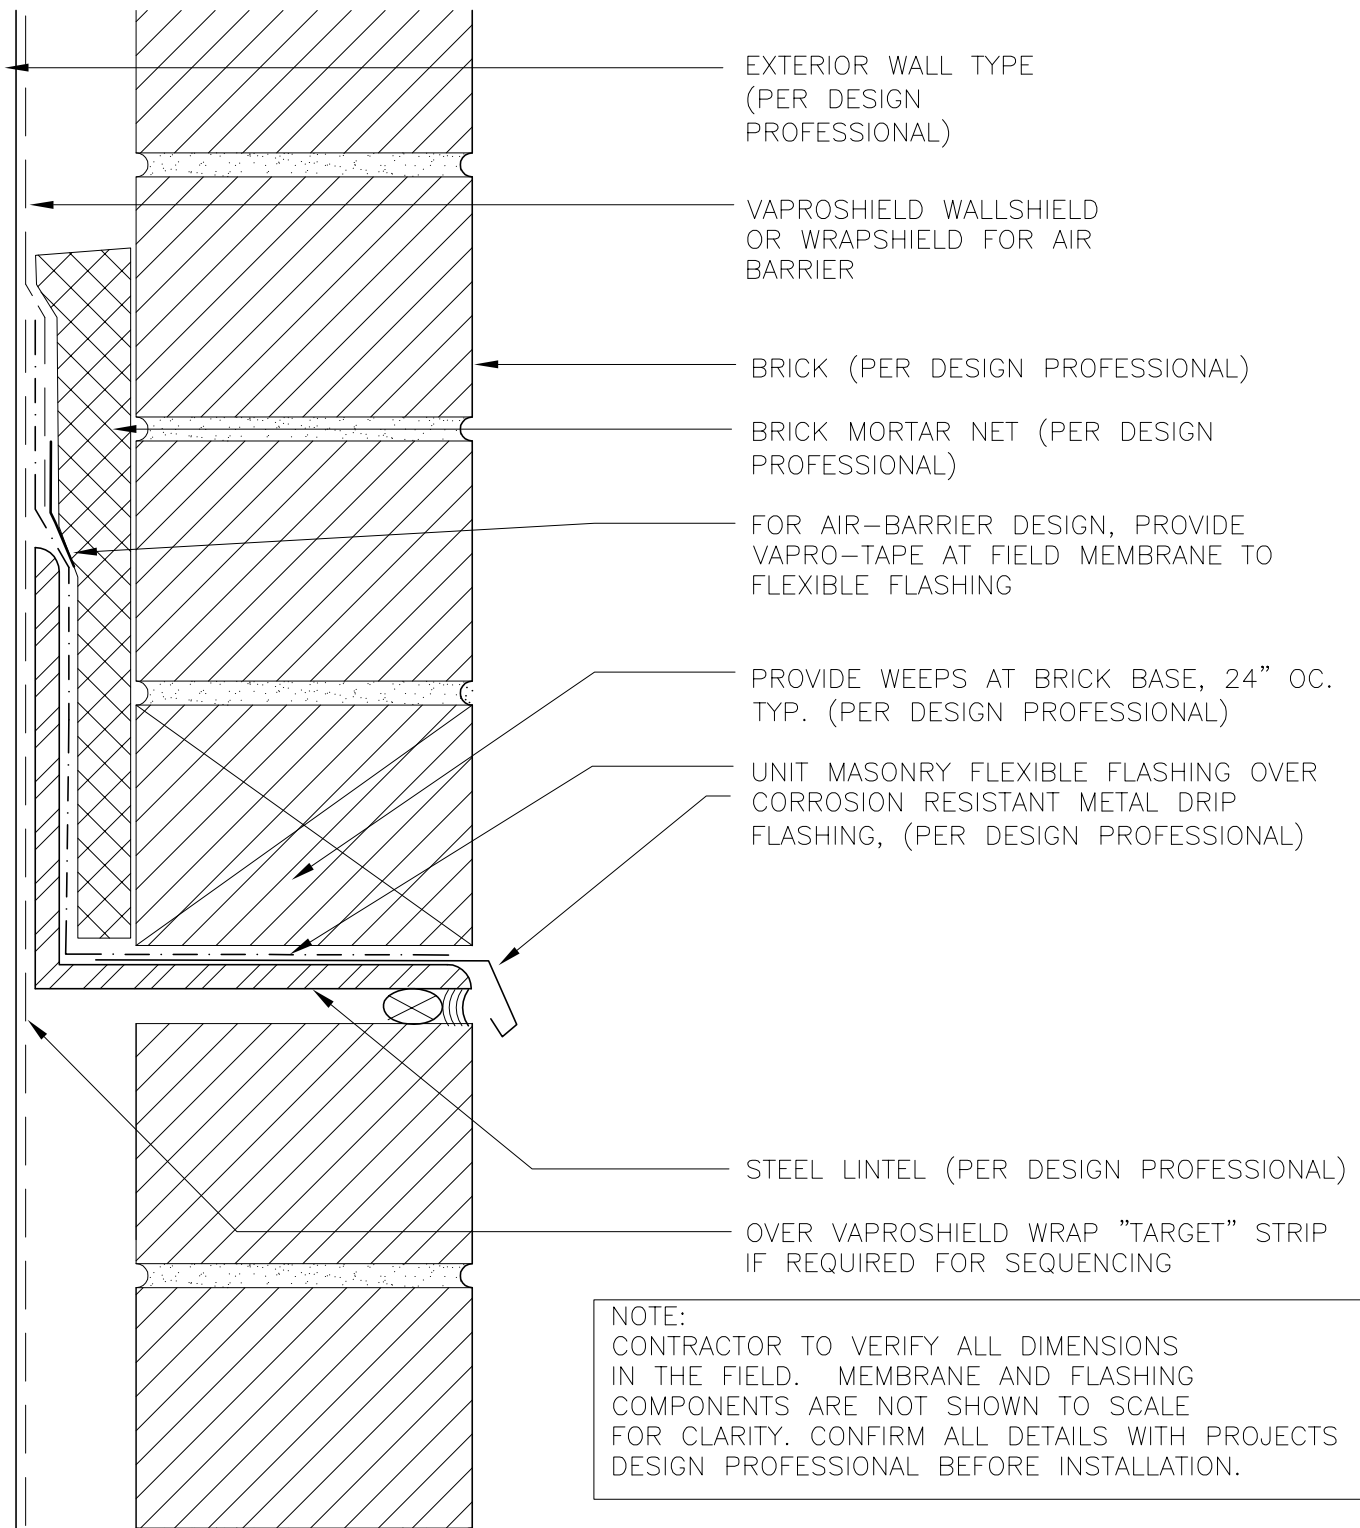 EXTERIOR WALL TYPE
(PER DESIGN
PROFESSIONAL)
VAPROSHIELD WALLSHIELD
OR WRAPSHIELD FOR AIR
BARRIER
BRICK (PER DESIGN PROFESSIONAL)
BRICK MORTAR NET (PER DESIGN
PROFESSIONAL)
FOR AIR-BARRIER DESIGN, PROVIDE
VAPRO-TAPE AT FIELD MEMBRANE TO
FLEXIBLE FLASHING
PROVIDE WEEPS AT BRICK BASE, 24” OC.
TYP. (PER DESIGN PROFESSIONAL)
UNIT MASONRY FLEXIBLE FLASHING OVER
CORROSION RESISTANT METAL DRIP
FLASHING, (PER DESIGN PROFESSIONAL)
STEEL LINTEL (PER DESIGN PROFESSIONAL)
OVER VAPROSHIELD WRAP ”TARGET” STRIP
IF REQUIRED FOR SEQUENCING
NOTE:
CONTRACTOR TO VERIFY ALL DIMENSIONS
IN THE FIELD. MEMBRANE AND FLASHING
COMPONENTS ARE NOT SHOWN TO SCALE
FOR CLARITY. CONFIRM ALL DETAILS WITH PROJECTS
DESIGN PROFESSIONAL BEFORE INSTALLATION.